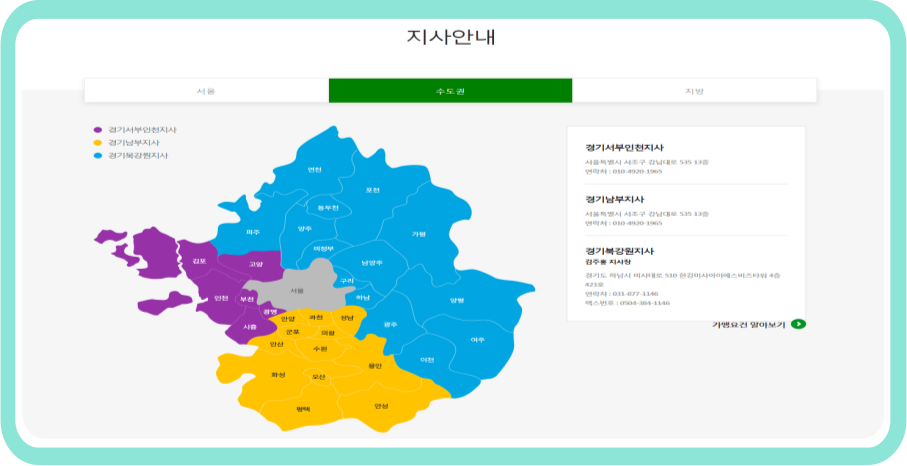 지사안내
서울
수도권
지방
경기서부인천지사
경기남부지사
경기북강원지사
연천
포천
동두천
파주
양주
가평
의정부
김포
고양
남양주
구리
서울
인천
부천
하남
양평
광명
안양
과천
성남
시흥
군포
의왕
광주
안산
수원
여주
이천
용인
화성
오산
평택
안성
경기서부인천지사
서울특별시 서초구 강남대로 535 13층
연락처 : 010-4920-1965
경기남부지사
서울특별시 서초구 강남대로 535 13층
연락처 : 010-4920-1965
경기북강원지사
김주홍 지사장
경기도 하남시 미사대로 510 한강미사아이에스비즈타워 4층
423호
연락처 : 031-877-1146
팩스번호 : 0504-384-1146
가맹요건 알아보기